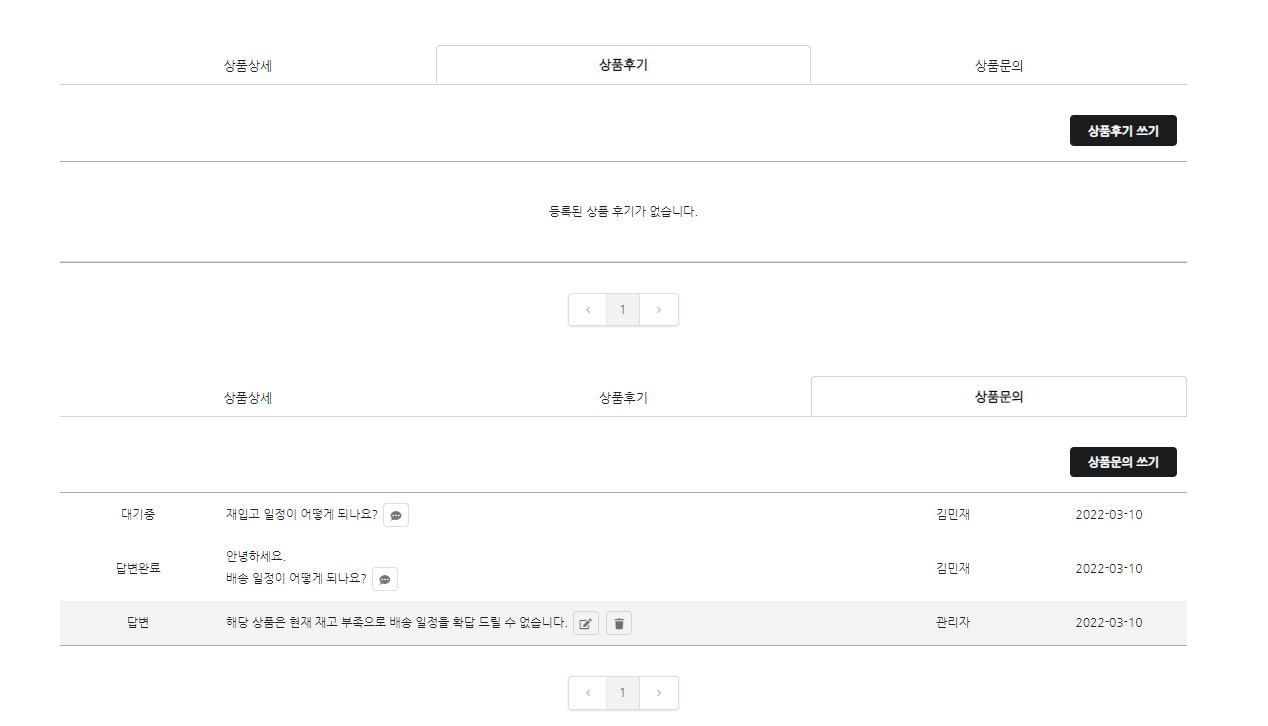 상품상세 상품후기 상품문의
상품후기 쓰기
등록된 상품 후기가 없습니다.
1
상품상세 상품후기 상품문의
상품문의 쓰기
대기중 재입고 일정이 어떻게 되나요? 김민재 2022-03-10
안녕하세요.
답변완료 배송 일정이 어떻게 되나요? 김민재 2022-03-10
답변 해당 상품은 현재 재고 부족으로 배송 일정을 확답 드릴 수 없습니다. 관리자 2022-03-10
1